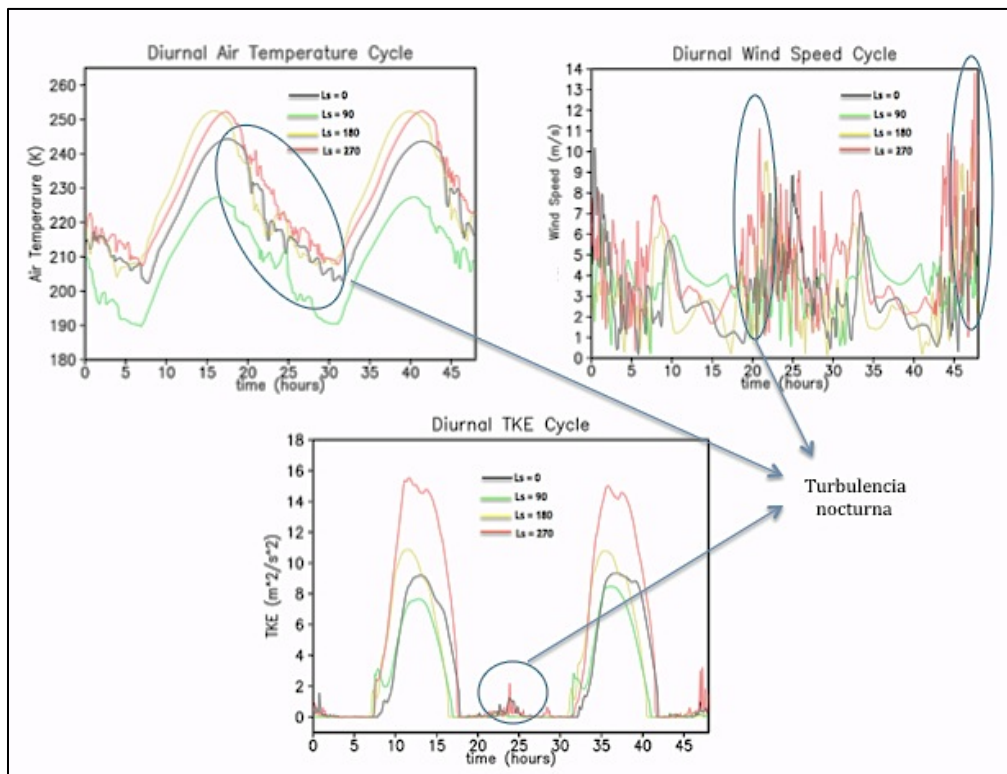 Diurnal Air Temperature Cycle
Air Temperarure (K)
260
250
240
230
220
210
200
190
180
Ls = 0
Ls = 90
Ls = 180
Ls = 270
0 5 10 15 20 25 30 35 40 45
time (hours)
Diurnal Wind Speed Cycle
Wind Speed (m/s)
14
13
12
11
10
9
8
7
6
5
4
3
2
1
0
Ls = 0
Ls = 90
Ls = 180
Ls = 270
0 5 10 15 20 25 30 35 40 45
time (hours)
Diurnal TKE Cycle
TKE (m^2/s^2)
18
16
14
12
10
8
6
4
2
0
Ls = 0
Ls = 90
Ls = 180
Ls = 270
0 5 10 15 20 25 30 35 40 45
time (hours)
Turbulencia
nocturna